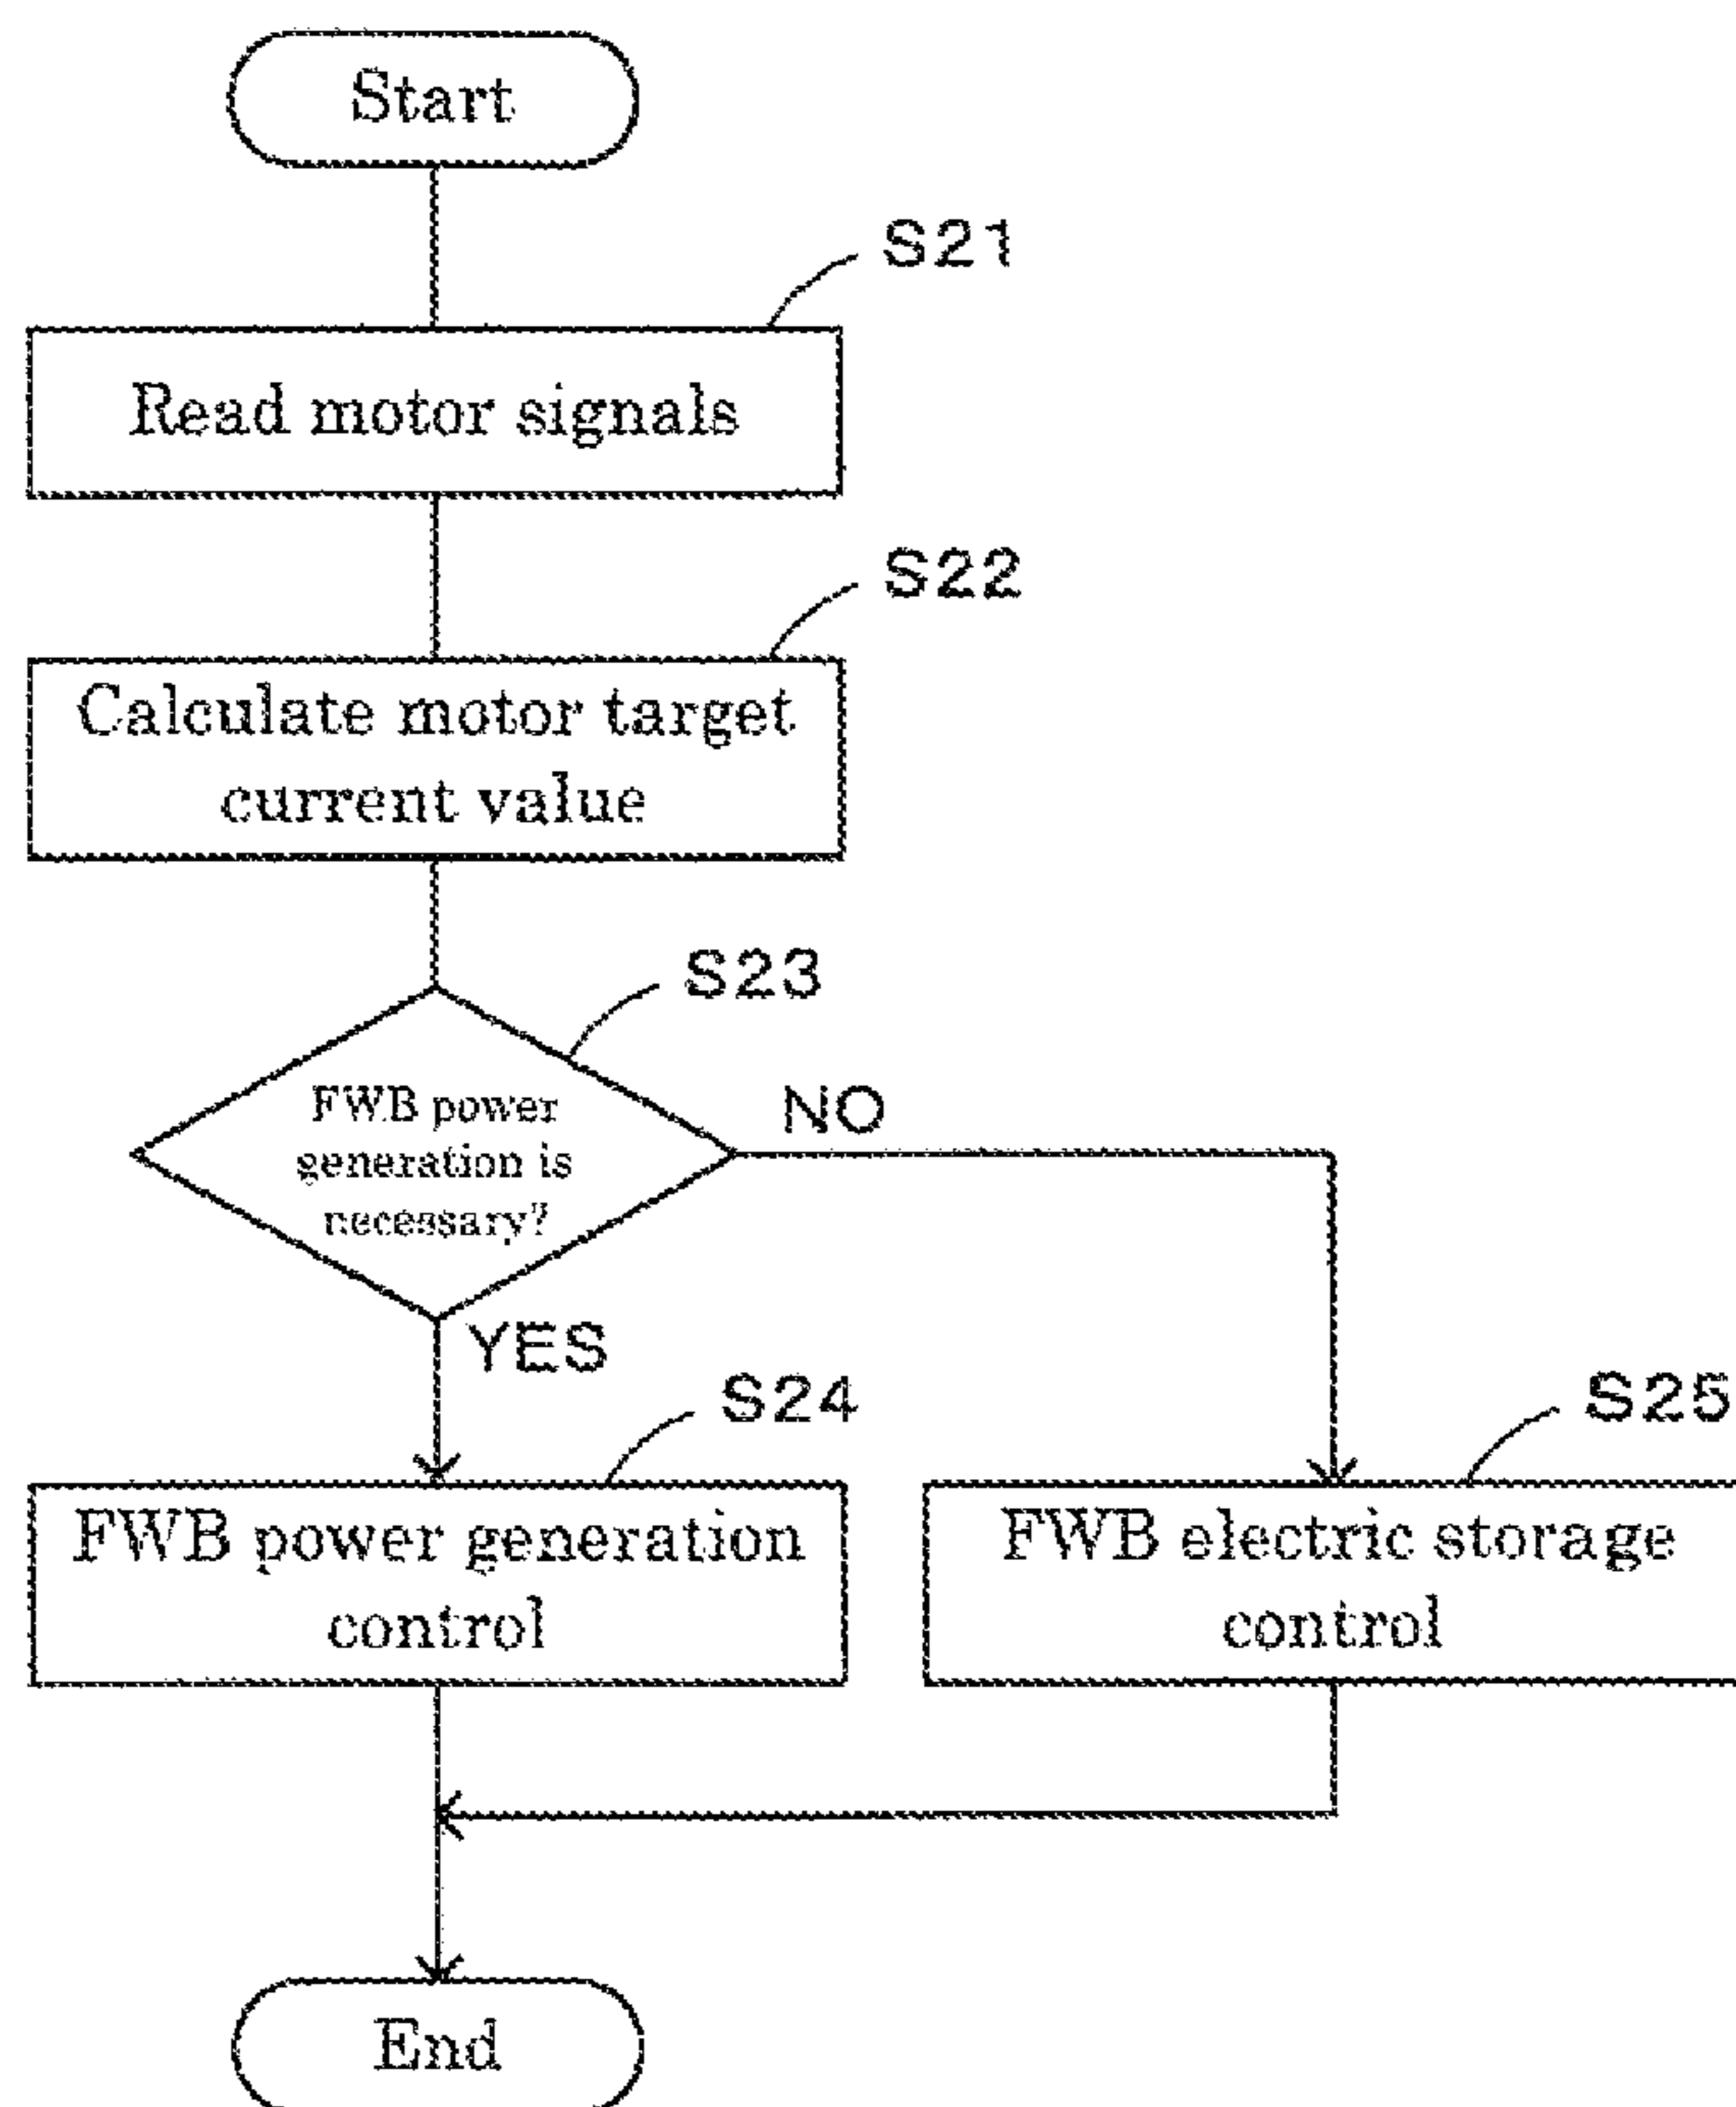 Start
S21
Read motor signals
S22
Calculate motor target
current value
S23
FWB power
generation is
necessary?
NO
YES
S24
S25
FWB power generation
control
FWB electric storage
control
End